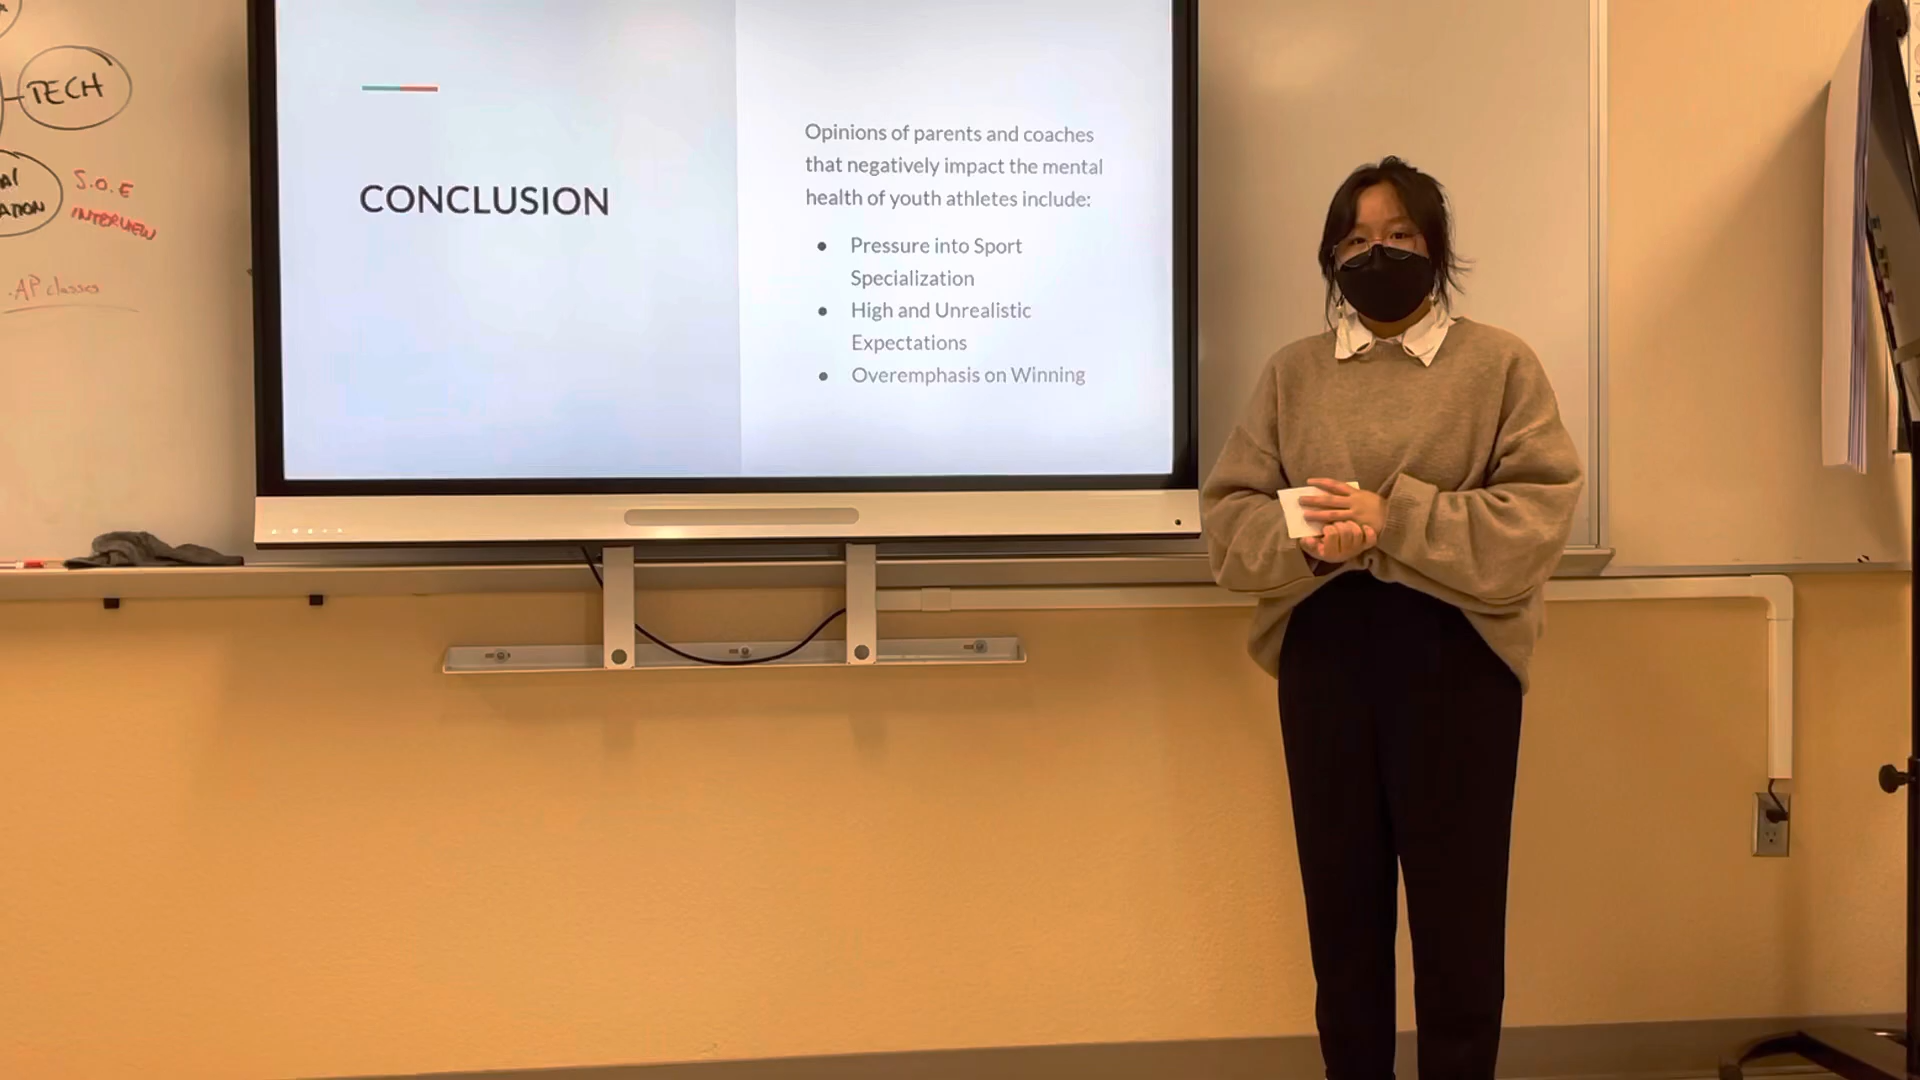 TECH
S.O.E
INTERVIEW
.AP classes
CONCLUSION
Opinions of parents and coaches
that negatively impact the mental
health of youth athletes include:
● Pressure into Sport
Specialization
● High and Unrealistic
Expectations
● Overemphasis on Winning